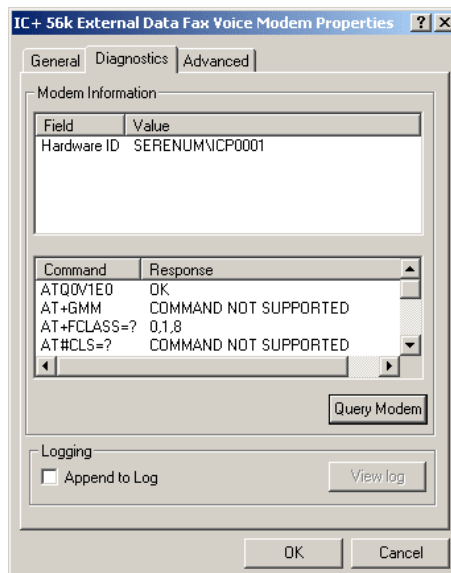 IC+ 56k External Data Fax Voice Modem Properties
General Diagnostics Advanced
Modem Information
Field Value
Hardware ID SERENUM\ICP0001
Command Response
ATQ0V1E0 OK
AT+GMM COMMAND NOT SUPPORTED
AT+FCLASS=? 0,1,8
AT#CLS=? COMMAND NOT SUPPORTED
Query Modem
Logging
Append to Log
View log
OK Cancel